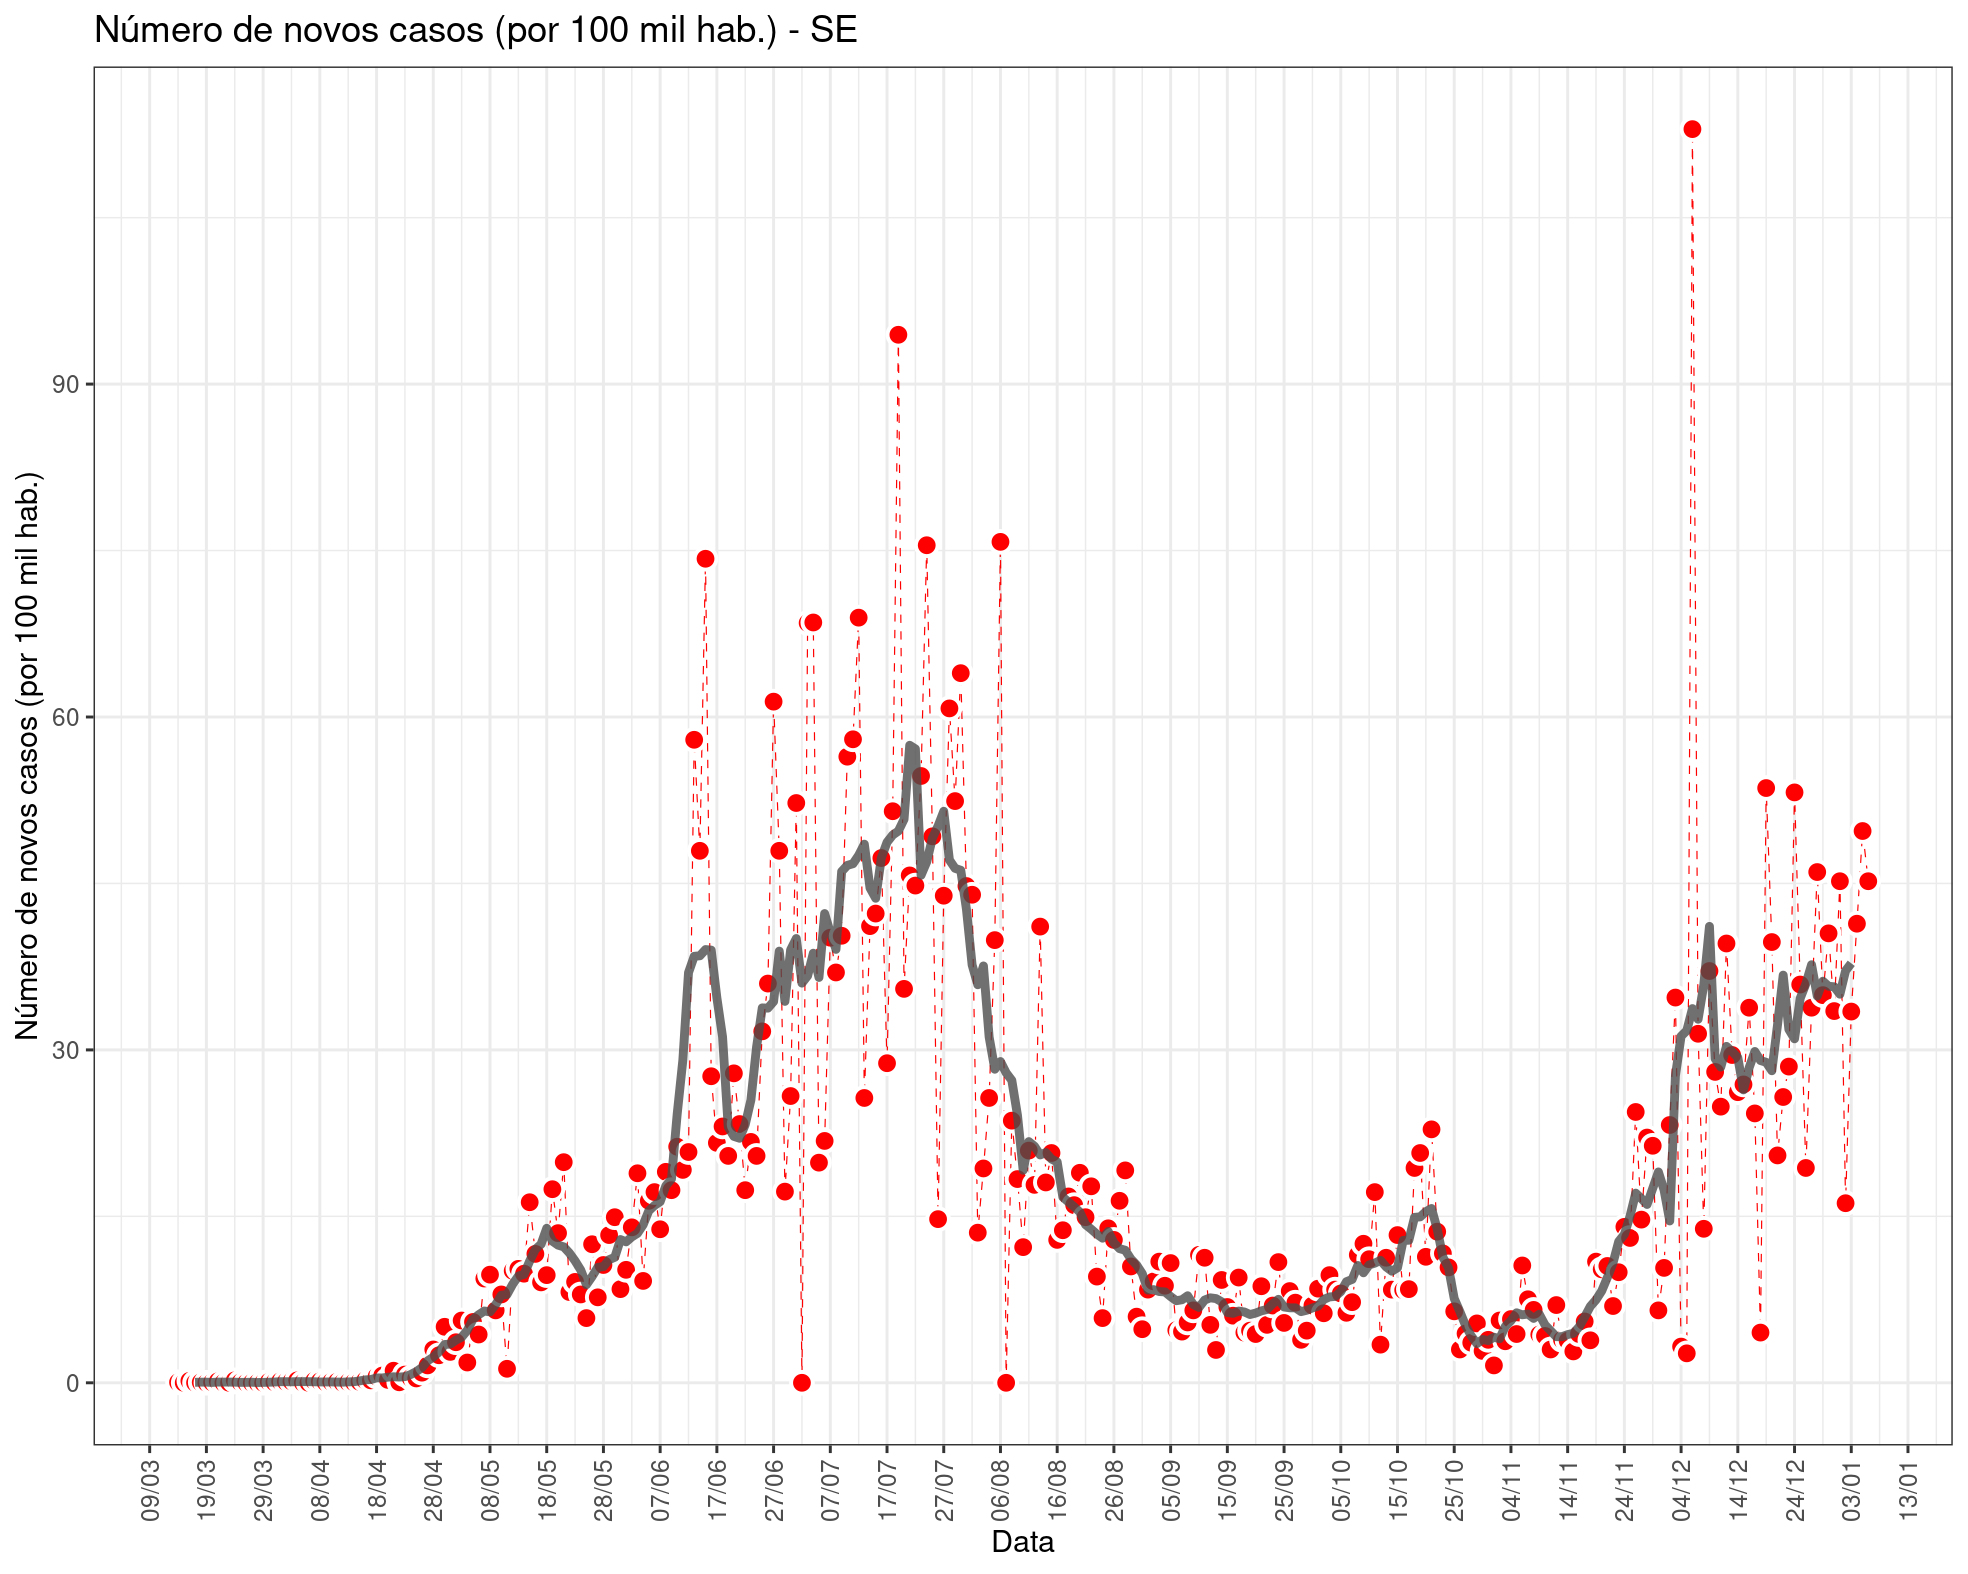 Número de novos casos (por 100 mil hab.) - SE
Número de novos casos (por 100 mil hab.)
90
60
30
0
09/03 19/03 29/03 08/04 18/04 28/04 08/05 18/05 28/05 07/06 17/06 27/06 07/07 17/07 27/07 06/08 16/08 26/08 05/09 15/09 25/09 05/10 15/10 25/10 04/11 14/11 24/11 04/12 14/12 24/12 03/01 13/01
Data